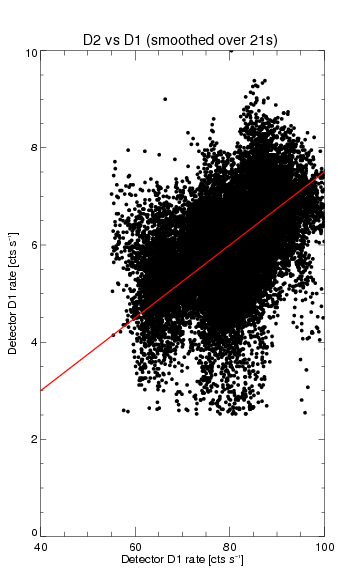 D2 vs D1 (smoothed over 21s)
10
8
6
4
2
0
Detector D1 rate [cts s⁻¹]
40 60 80 100
Detector D1 rate [cts s⁻¹]